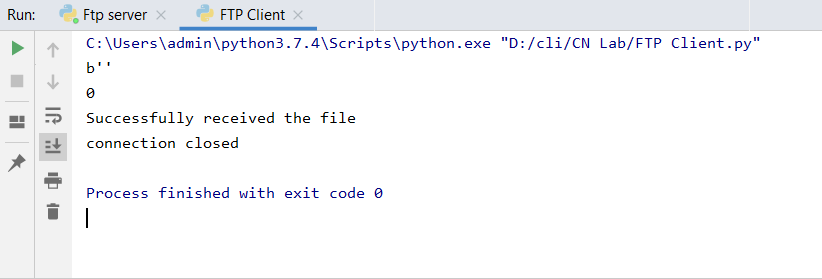 Run: Ftp server FTP Client
C:\Users\admin\python3.7.4\Scripts\python.exe "D:/cli/CN Lab/FTP Client.py"
b''
0
Successfully received the file
connection closed
Process finished with exit code 0